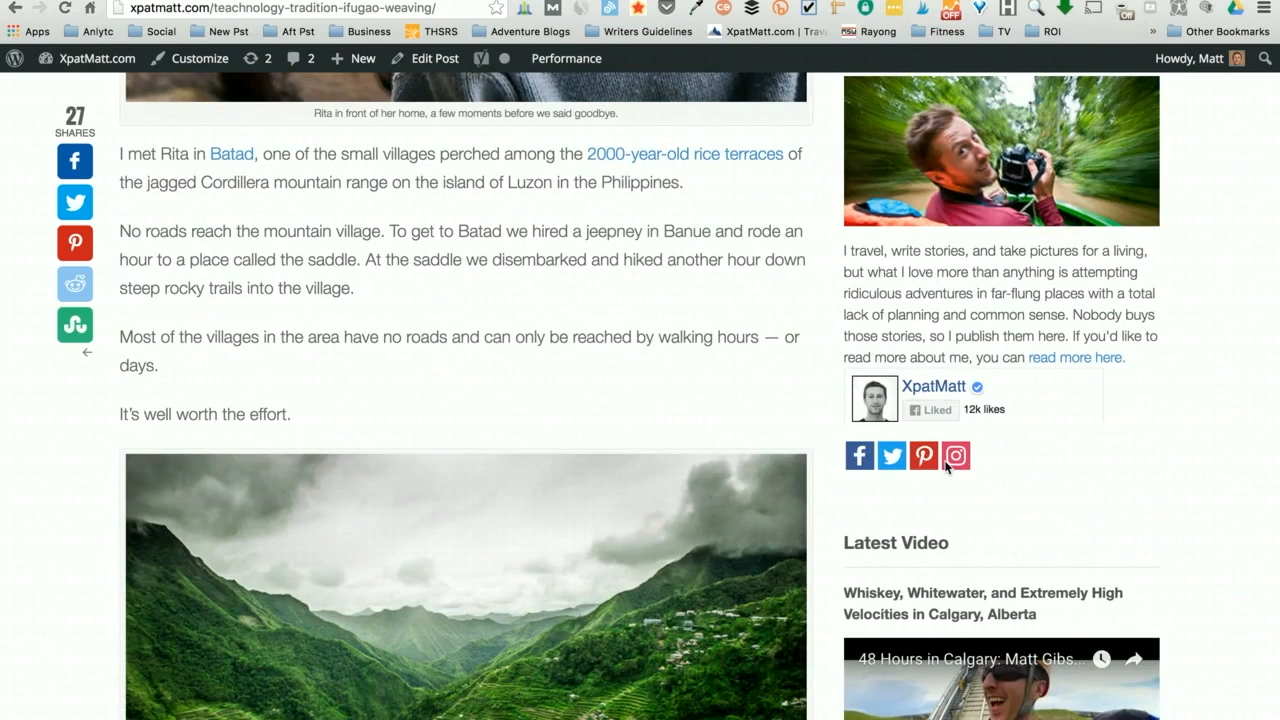 xpatmatt.com/teachnology-tradition-ifugao-weaving/
OFF
Off
Apps Anlytc Social New Pst Aft Pst Business THSRS Adventure Blogs Writers Guidelines XpatMatt.com | Trav Rayong Fitness TV ROI » Other Bookmarks
XpatMatt.com Customize 2 2 New Edit Post Performance Howdy, Matt
27
SHARES
Rita in front of her home, a few moments before we said goodbye.
I met Rita in Batad, one of the small villages perched among the 2000-year-old rice terraces of
the jagged Cordillera mountain range on the island of Luzon in the Philippines.
No roads reach the mountain village. To get to Batad we hired a jeepney in Banue and rode an
hour to a place called the saddle. At the saddle we disembarked and hiked another hour down
steep rocky trails into the village.
Most of the villages in the area have no roads and can only be reached by walking hours — or
days.
It's well worth the effort.
I travel, write stories, and take pictures for a living,
but what I love more than anything is attempting
ridiculous adventures in far-flung places with a total
lack of planning and common sense. Nobody buys
those stories, so I publish them here. If you'd like to
read more about me, you can read more here.
XpatMatt
Liked 12k likes
Latest Video
Whiskey, Whitewater, and Extremely High
Velocities in Calgary, Alberta
48 Hours in Calgary: Matt Gibs...